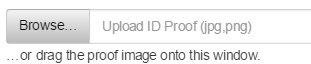 Browse... Upload ID Proof (jpg,png)
...or drag the proof image onto this window.